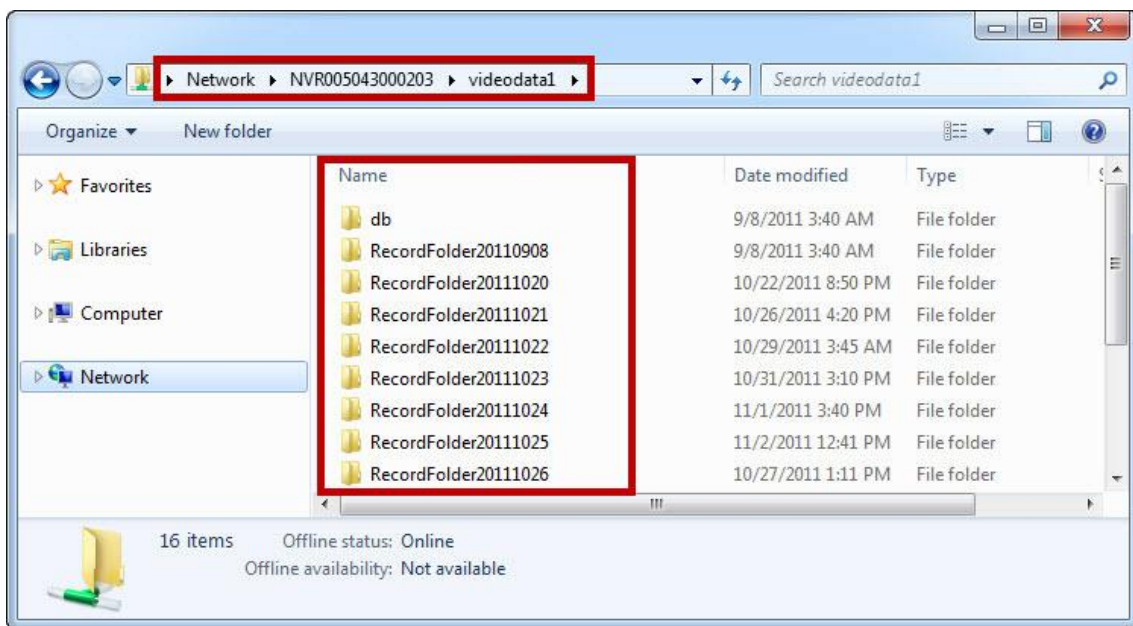 Network ▸ NVR005043000203 ▸ videodata1 ▸
Search videodata1
Organize New folder
Name Date modified Type
Favorites
Libraries
Computer
Network
db 9/8/2011 3:40 AM File folder
RecordFolder20110908 9/8/2011 3:40 AM File folder
RecordFolder20111020 10/22/2011 8:50 PM File folder
RecordFolder20111021 10/26/2011 4:20 PM File folder
RecordFolder20111022 10/29/2011 3:45 AM File folder
RecordFolder20111023 10/31/2011 3:10 PM File folder
RecordFolder20111024 11/1/2011 3:40 PM File folder
RecordFolder20111025 11/2/2011 12:41 PM File folder
RecordFolder20111026 10/27/2011 1:11 PM File folder
16 items Offline status: Online
Offline availability: Not available